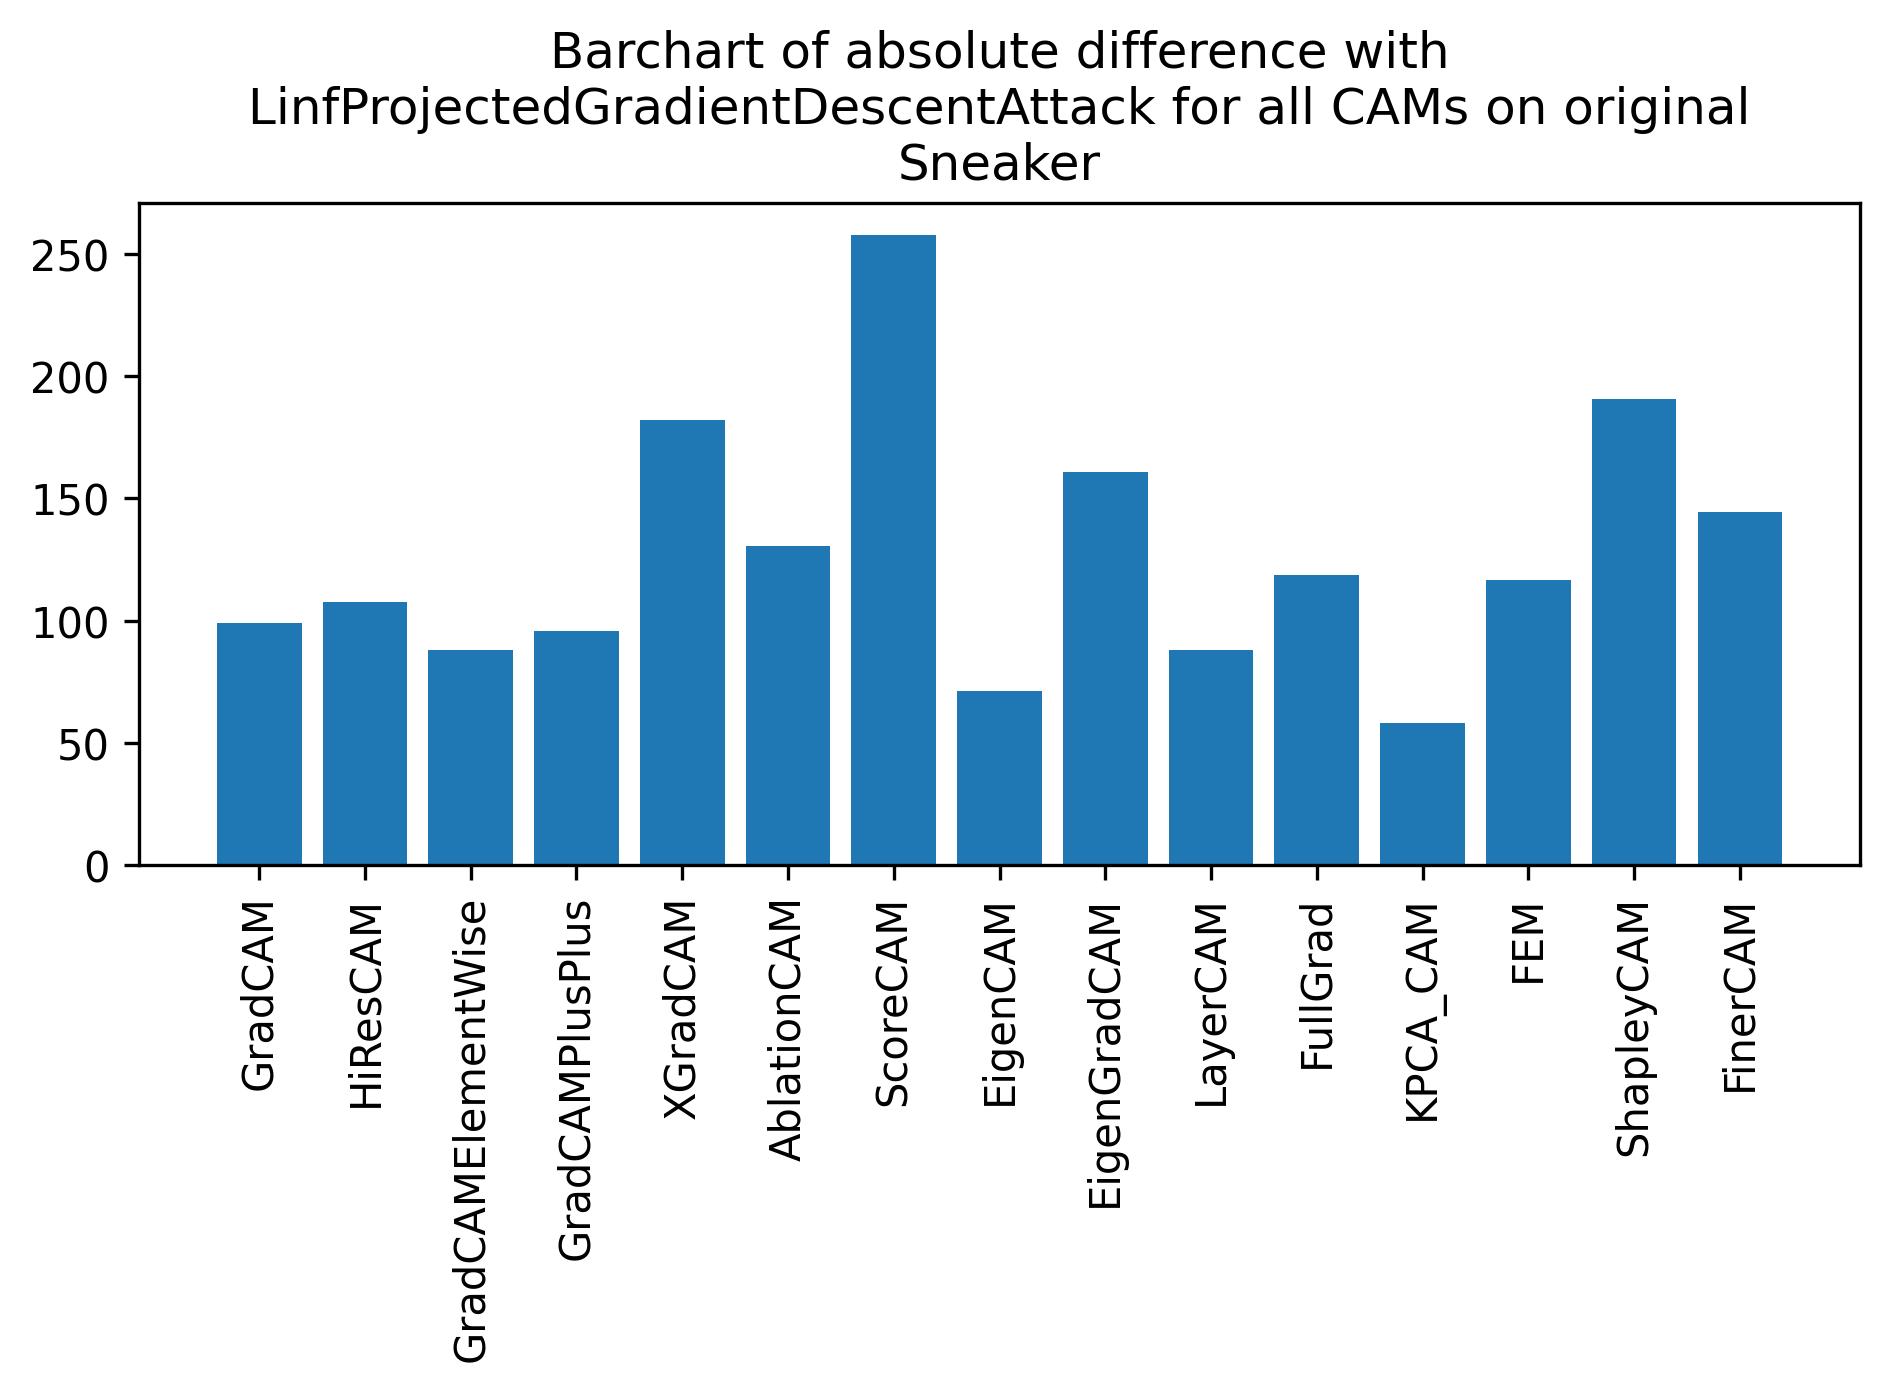 Barchart of absolute difference with
LinfProjectedGradientDescentAttack for all CAMs on original
Sneaker
250
200
150
100
50
0
GradCAM
HiResCAM
GradCAMElementWise
GradCAMPlusPlus
XGradCAM
AblationCAM
ScoreCAM
EigenCAM
EigenGradCAM
LayerCAM
FullGrad
KPCA_CAM
FEM
ShapleyCAM
FinerCAM